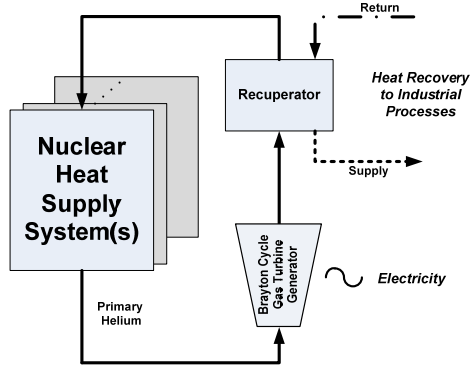 Return
Recuperator
Heat Recovery
to Industrial
Processes
Supply
Nuclear
Heat
Supply
System(s)
Brayton Cycle
Gas Turbine
Generator
Electricity
Primary
Helium